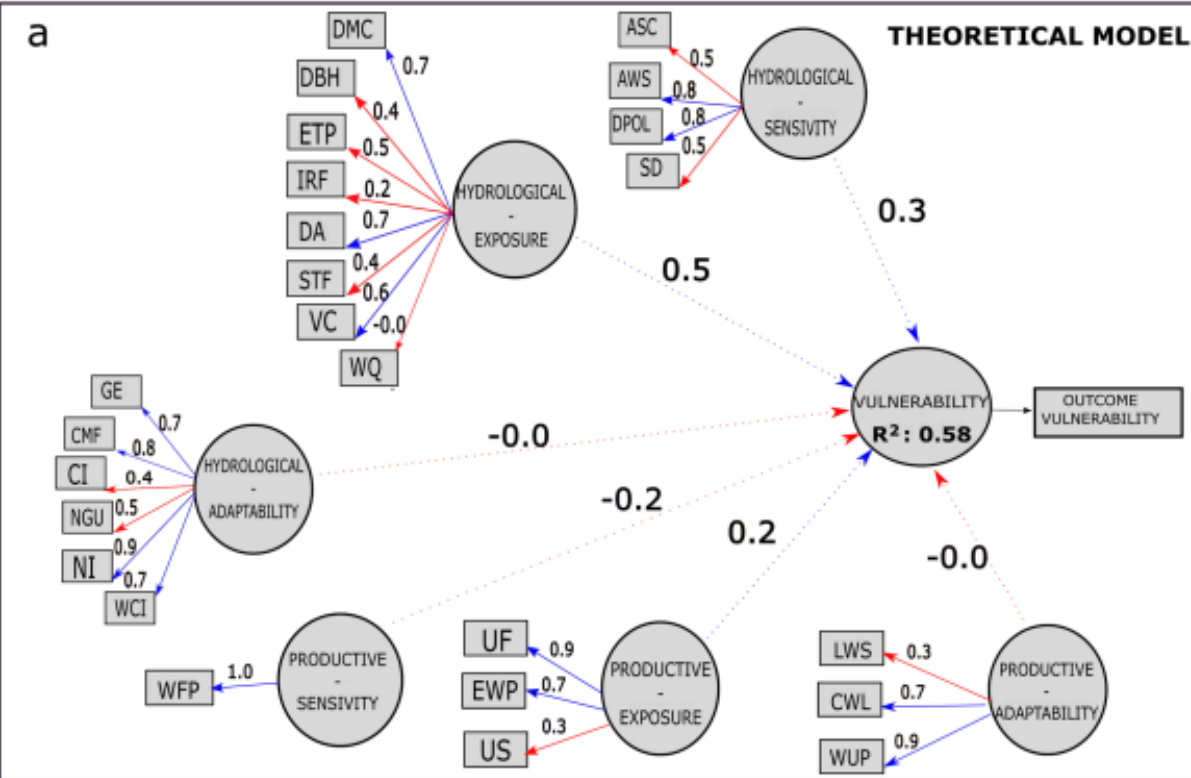 a
THEORETICAL MODEL
DMC
0.7
DBH
0.4
ETP
0.5
IRF
0.2
DA
0.7
STF
0.4
VC
0.6
WQ
-0.0
HYDROLOGICAL
-
EXPOSURE
ASC
0.5
AWS
0.8
DPOL
0.8
SD
0.5
HYDROLOGICAL
-
SENSIVITY
0.3
0.5
VULNERABILITY
R²: 0.58
OUTCOME
VULNERABILITY
GE
0.7
CMF
0.8
CI
0.4
NGU
0.5
NI
0.9
WCI
0.7
HYDROLOGICAL
-
ADAPTABILITY
-0.0
-0.2
0.2
-0.0
WFP
1.0
PRODUCTIVE
-
SENSIVITY
UF
0.9
EWP
0.7
US
0.3
PRODUCTIVE
-
EXPOSURE
LWS
0.3
CWL
0.7
WUP
0.9
PRODUCTIVE
-
ADAPTABILITY